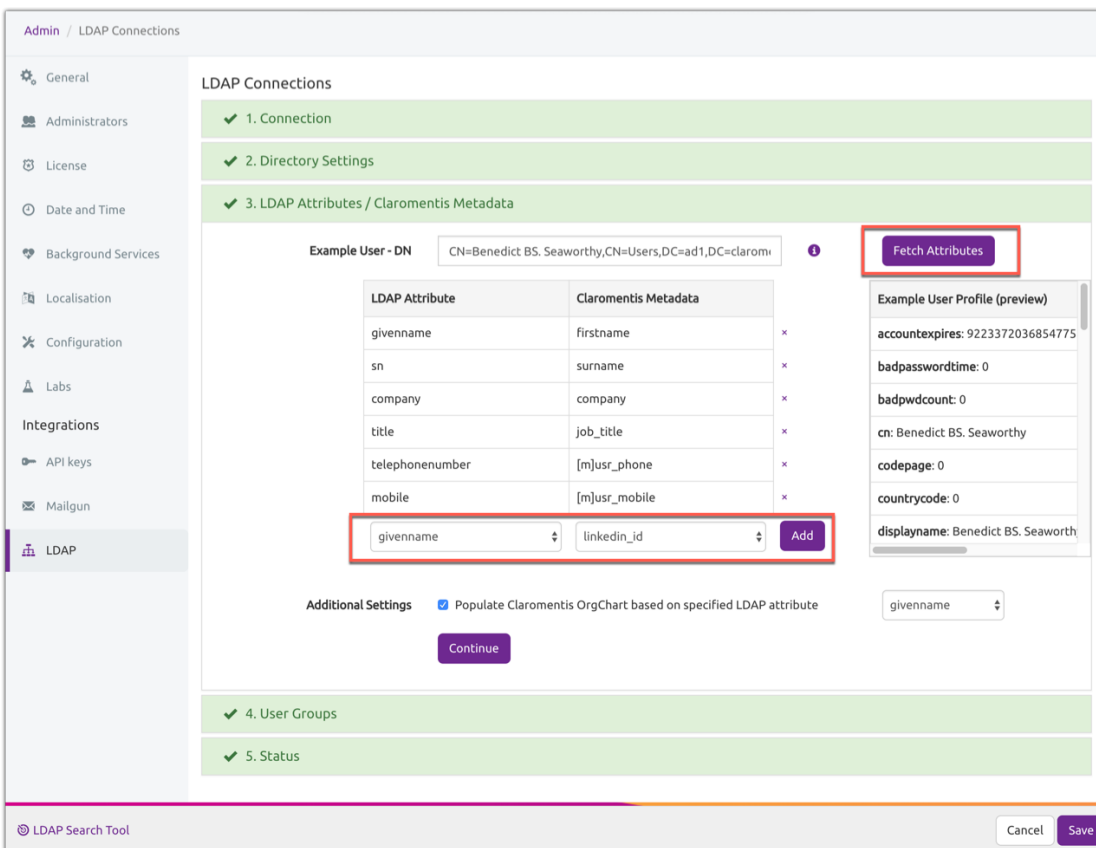 Admin / LDAP Connections
General
Administrators
License
Date and Time
Background Services
Localisation
Configuration
Labs
Integrations
API keys
Mailgun
LDAP
LDAP Connections
1. Connection
2. Directory Settings
3. LDAP Attributes / Claromentis Metadata
Example User - DN CN=Benedict BS. Seaworthy,CN=Users,DC=ad1,DC=clarome Fetch Attributes
LDAP Attribute Claromentis Metadata
givenname firstname ×
sn surname ×
company company ×
title job_title ×
telephonenumber [m]usr_phone ×
mobile [m]usr_mobile ×
givenname linkedin_id Add
Example User Profile (preview)
accountexpires: 9223372036854775
badpasswordtime: 0
badpwdcount: 0
cn: Benedict BS. Seaworthy
codepage: 0
countrycode: 0
displayname: Benedict BS. Seaworth
Additional Settings Populate Claromentis OrgChart based on specified LDAP attribute givenname
Continue
4. User Groups
5. Status
LDAP Search Tool
Cancel Save